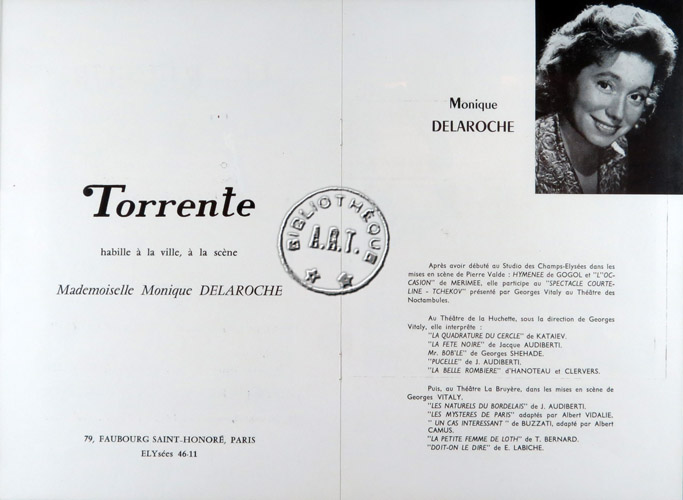 Torrente
habille à la ville, à la scène
Mademoiselle Monique DELAROCHE
79, FAUBOURG SAINT-HONORÉ, PARIS
ELYsées 46-11
BIBLIOTHÈQUE
A.R.T.
Monique
DELAROCHE
Après avoir débuté au Studio des Champs-Elysées dans les
mises en scène de Pierre Valde : HYMENEE de GOGOL et "L'OC-
CASION" de MERIMEE, elle participe au "SPECTACLE COURTE-
LINE - TCHEKOV" présenté par Georges Vitaly au Théâtre des
Noctambules.
Au Théâtre de la Huchette, sous la direction de Georges
Vitaly, elle interprète :
"LA QUADRATURE DU CERCLE" de KATAIEV.
"LA FETE NOIRE" de Jacque AUDIBERTI.
Mr. BOB'LE" de Georges SHEHADE.
"PUCELLE" de J. AUDIBERTI.
"LA BELLE ROMBIERE" d'HANOTEAU et CLERVERS.
Puis, au Théâtre La Bruyère, dans les mises en scène de
Georges VITALY.
"LES NATURELS DU BORDELAIS" de J. AUDIBERTI.
"LES MYSTERES DE PARIS" adaptés par Albert VIDALIE.
" UN CAS INTERESSANT " de BUZZATI, adapté par Albert
CAMUS.
"LA PETITE FEMME DE LOTH" de T. BERNARD.
"DOIT-ON LE DIRE" de E. LABICHE.